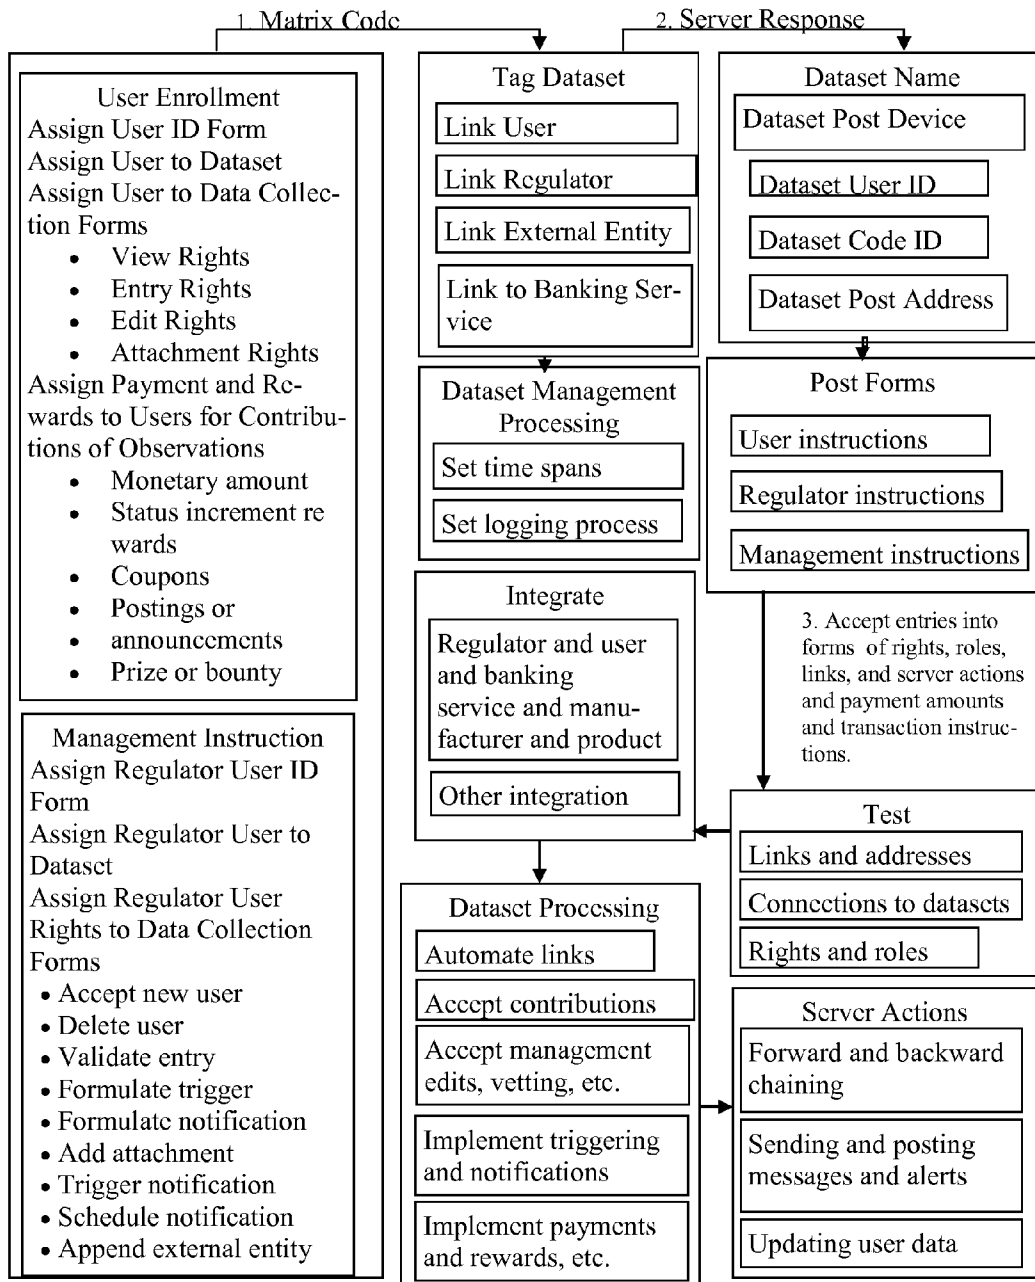 1. Matrix Code
2. Server Response
User Enrollment
Assign User ID Form
Assign User to Dataset
Assign User to Data Collec-
tion Forms
• View Rights
• Entry Rights
• Edit Rights
• Attachment Rights
Assign Payment and Re-
wards to Users for Contribu-
tions of Observations
• Monetary amount
• Status increment re
wards
• Coupons
• Postings or
• announcements
• Prize or bounty
Management Instruction
Assign Regulator User ID
Form
Assign Regulator User to
Dataset
Assign Regulator User
Rights to Data Collection
Forms
• Accept new user
• Delete user
• Validate entry
• Formulate trigger
• Formulate notification
• Add attachment
• Trigger notification
• Schedule notification
• Append external entity
Tag Dataset
Link User
Link Regulator
Link External Entity
Link to Banking Ser-
vice
Dataset Management
Processing
Set time spans
Set logging process
Integrate
Regulator and user
and banking
service and manu-
facturer and product
Other integration
Dataset Processing
Automate links
Accept contributions
Accept management
edits, vetting, etc.
Implement triggering
and notifications
Implement payments
and rewards, etc.
Dataset Name
Dataset Post Device
Dataset User ID
Dataset Code ID
Dataset Post Address
Post Forms
User instructions
Regulator instructions
Management instructions
3. Accept entries into
forms of rights, roles,
links, and server actions
and payment amounts
and transaction instruc-
tions.
Test
Links and addresses
Connections to datasets
Rights and roles
Server Actions
Forward and backward
chaining
Sending and posting
messages and alerts
Updating user data